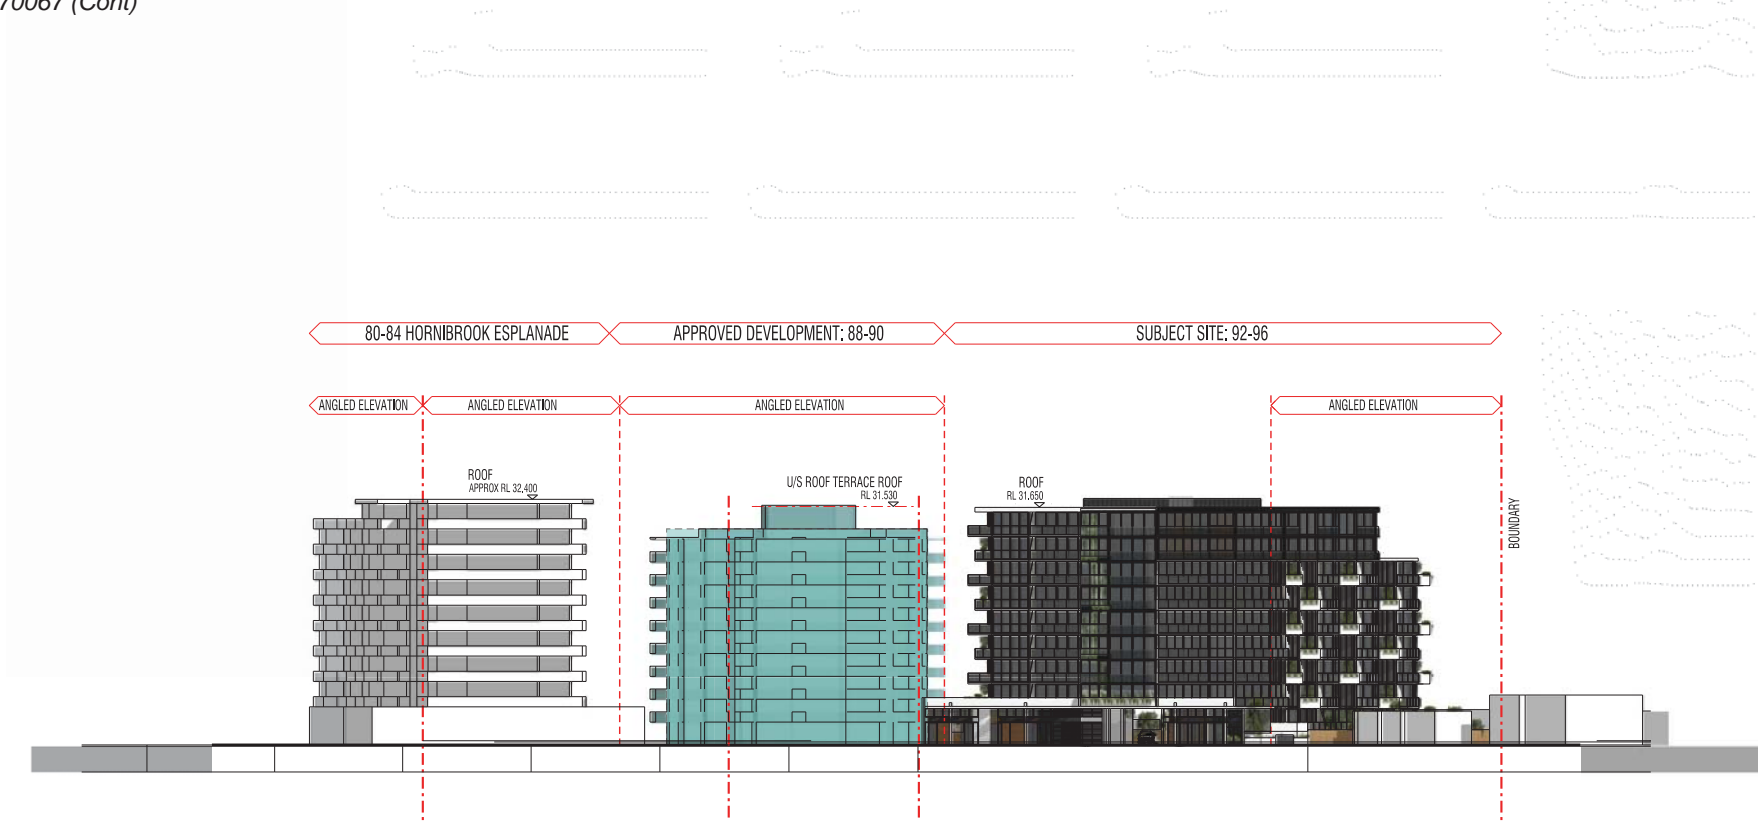 70067 (Cont)
80-84 HORNIBROOK ESPLANADE
APPROVED DEVELOPMENT: 88-90
SUBJECT SITE: 92-96
ANGLED ELEVATION
ANGLED ELEVATION
ANGLED ELEVATION
ANGLED ELEVATION
ROOF
APPROX RL 32.400
U/S ROOF TERRACE ROOF
RL 31.530
ROOF
RL 31.650
BOUNDARY